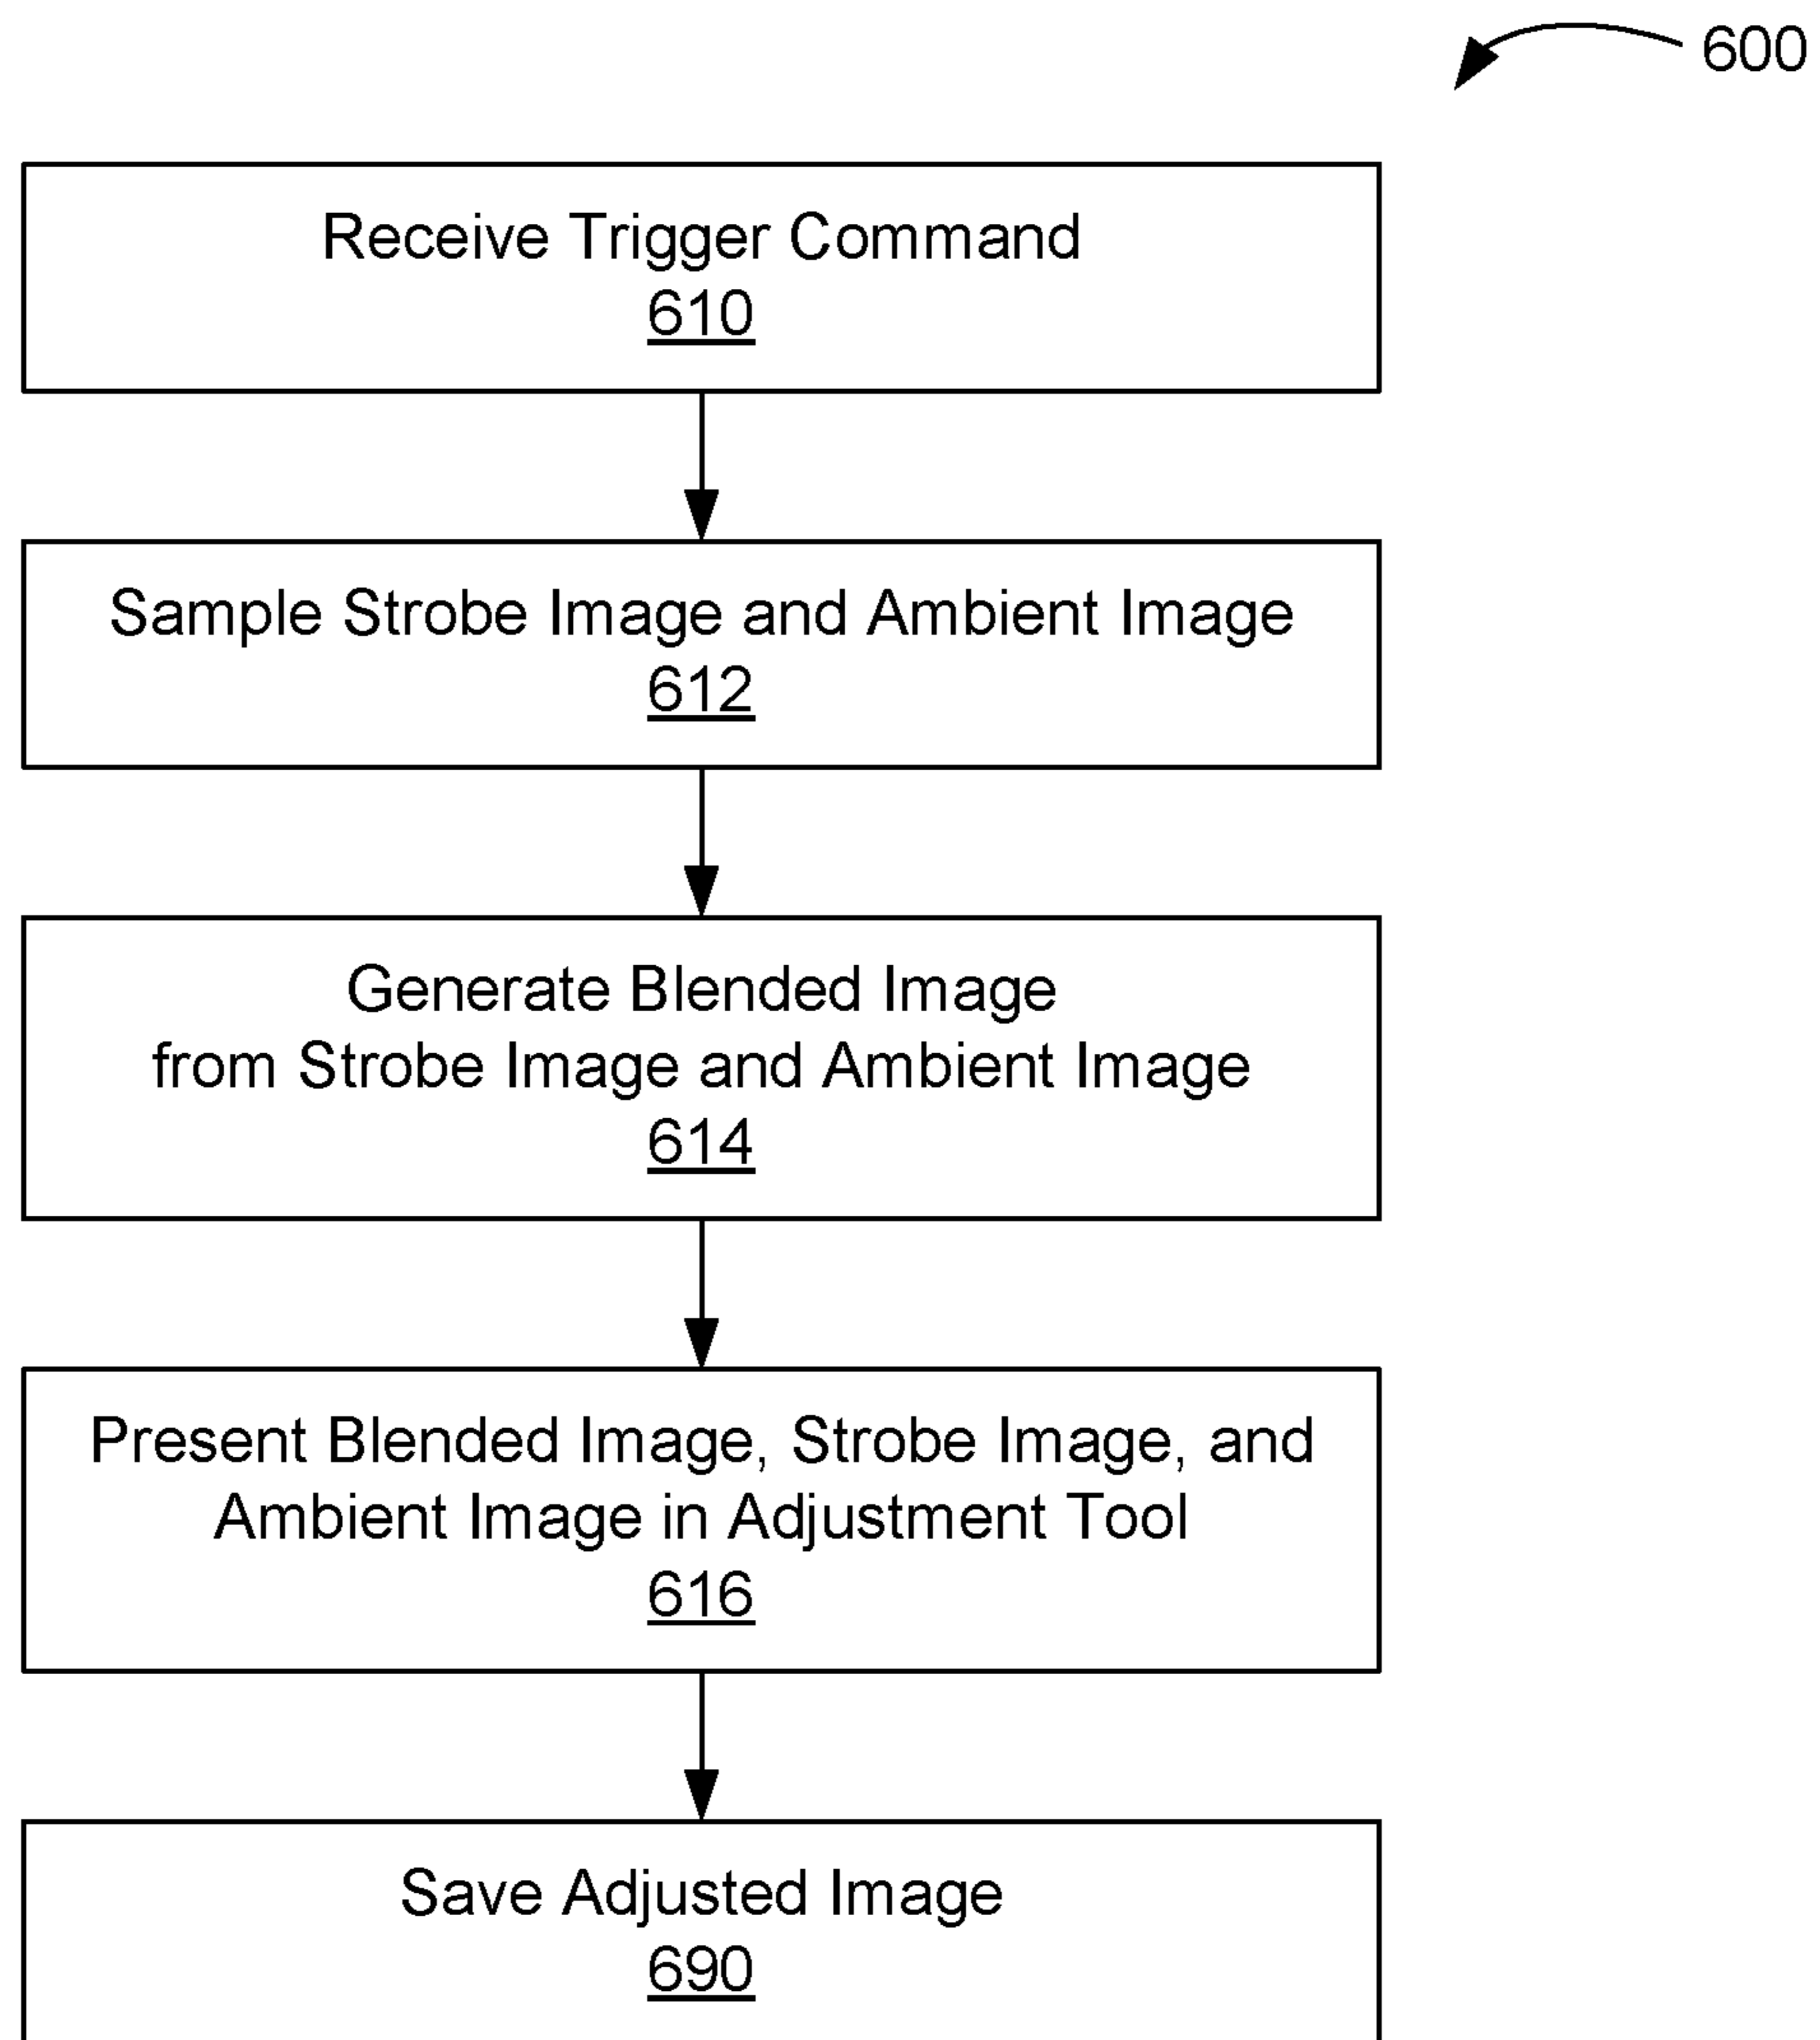 600
Receive Trigger Command
610
Sample Strobe Image and Ambient Image
612
Generate Blended Image
from Strobe Image and Ambient Image
614
Present Blended Image, Strobe Image, and
Ambient Image in Adjustment Tool
616
Save Adjusted Image
690